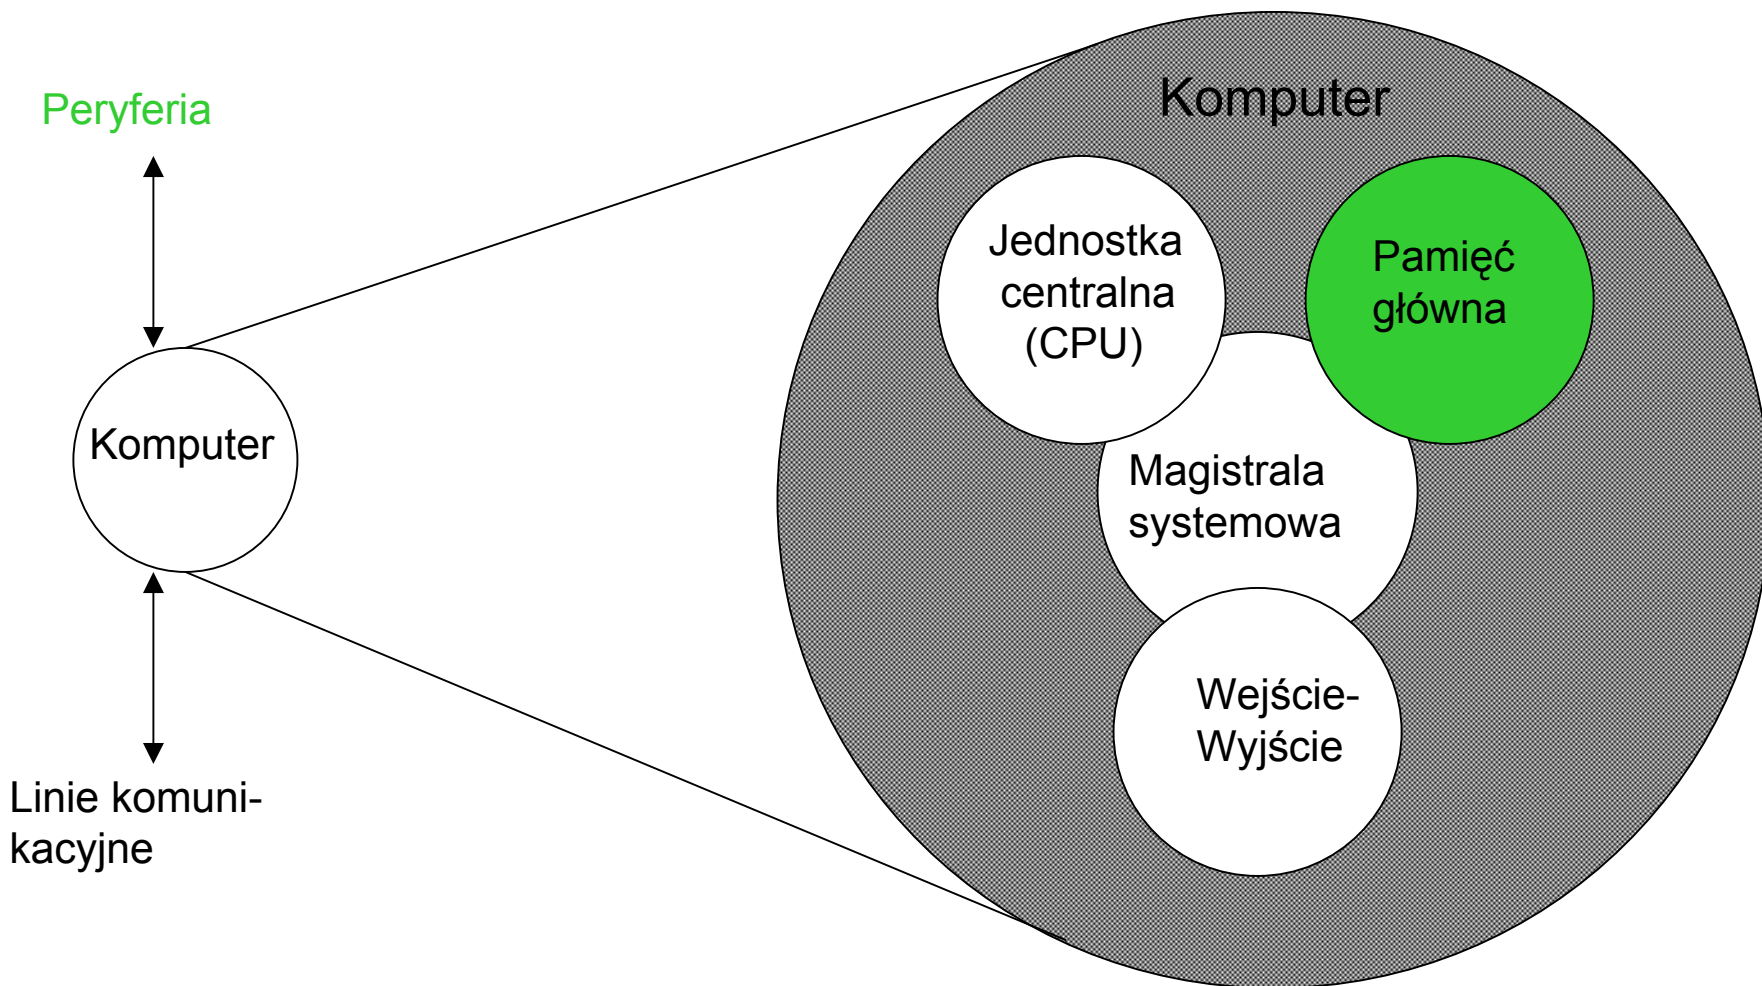 Peryferia
Komputer
Linie komuni-
kacyjne
Komputer
Jednostka
centralna
(CPU)
Pamięć
główna
Magistrala
systemowa
Wejście-
Wyjście